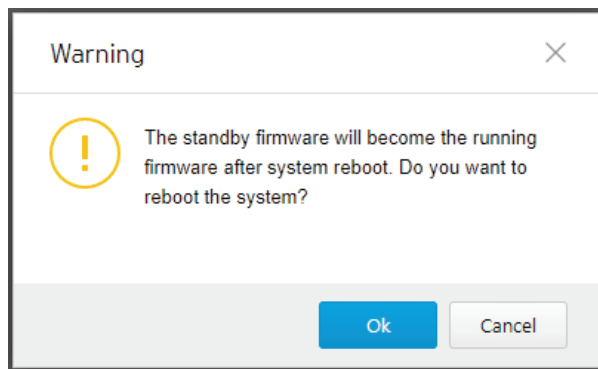 Warning
The standby firmware will become the running
firmware after system reboot. Do you want to
reboot the system?
Ok
Cancel